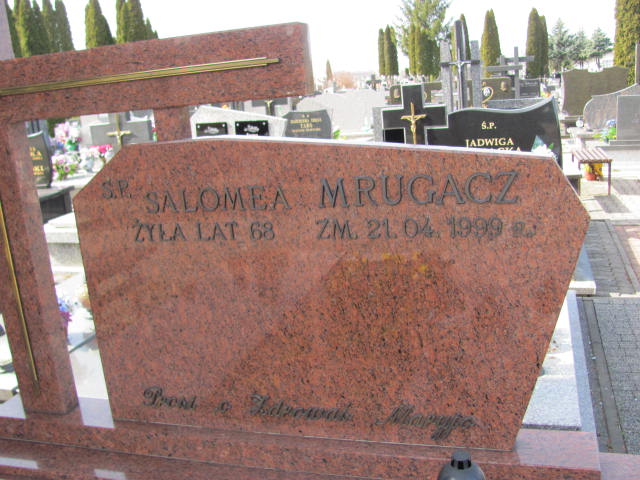 Ś.P. SALOMEA MRUGACZ
ŻYŁA LAT 68 ZM. 21.04.1999 R.
Prosi o Zdrowaś Maryjo
Ś.P.
JADWIGA